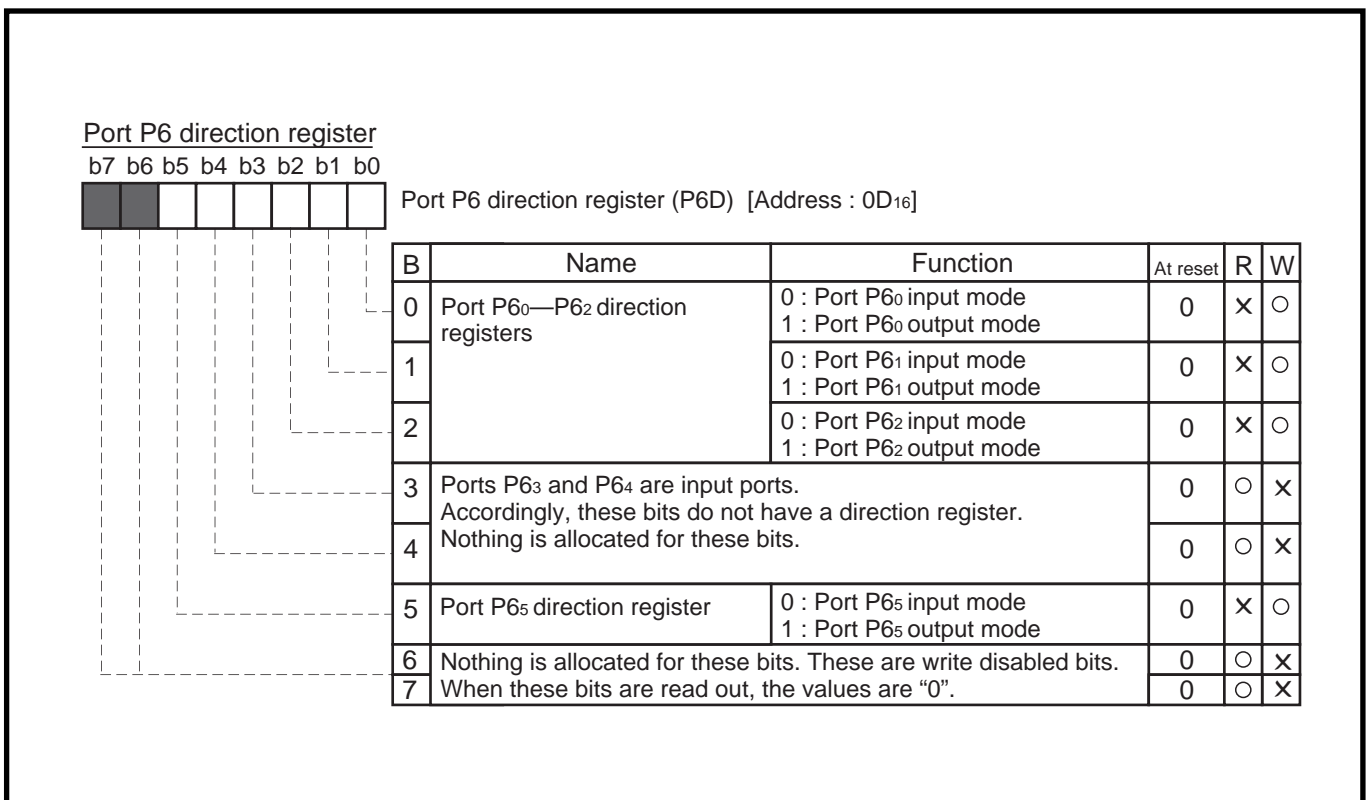 Port P6 direction register
b7 b6 b5 b4 b3 b2 b1 b0
Port P6 direction register (P6D) [Address : 0D16]
B Name Function At reset R W
0 Port P60—P62 direction registers 0 : Port P60 input mode 0 × ○
1 : Port P60 output mode
1 0 : Port P61 input mode 0 × ○
1 : Port P61 output mode
2 0 : Port P62 input mode 0 × ○
1 : Port P62 output mode
3 Ports P63 and P64 are input ports. 0 ○ ×
Accordingly, these bits do not have a direction register.
4 Nothing is allocated for these bits. 0 ○ ×
5 Port P65 direction register 0 : Port P65 input mode 0 × ○
1 : Port P65 output mode
6 Nothing is allocated for these bits. These are write disabled bits. 0 ○ ×
7 When these bits are read out, the values are “0”. 0 ○ ×